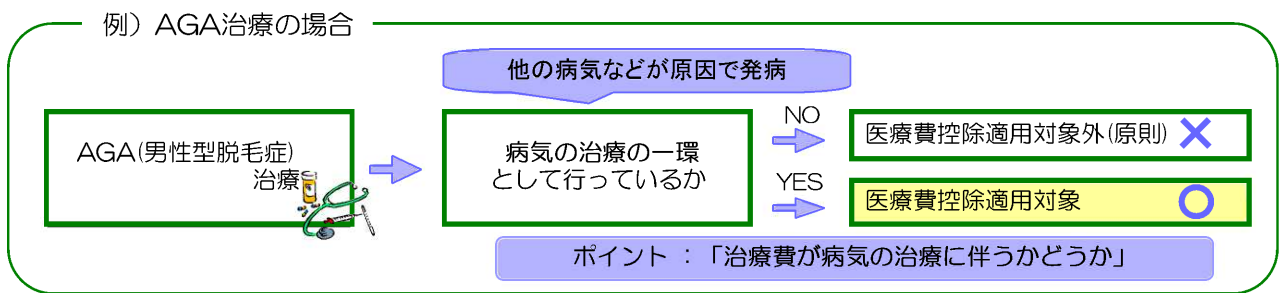 例）AGA治療の場合
他の病気などが原因で発病
AGA(男性型脱毛症)
治療
病気の治療の一環
として行っているか
NO
医療費控除適用対象外(原則)
YES
医療費控除適用対象
ポイント ：「治療費が病気の治療に伴うかどうか」